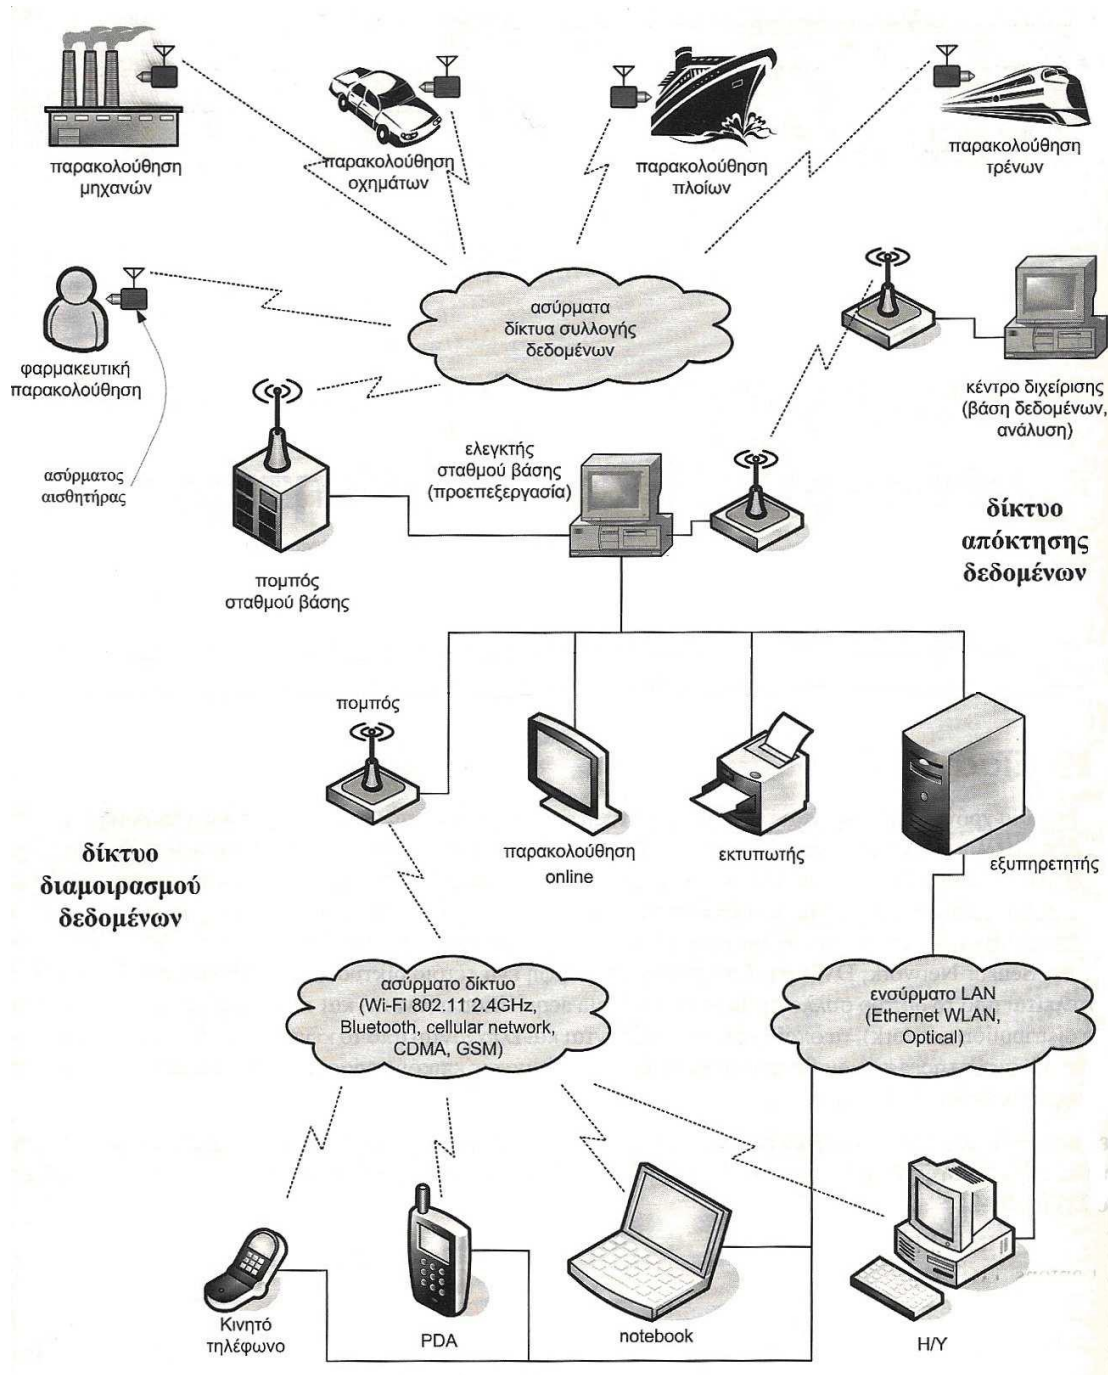 παρακολούθηση
μηχανών
παρακολούθηση
οχημάτων
παρακολούθηση
πλοίων
παρακολούθηση
τρένων
φαρμακευτική
παρακολούθηση
ασύρματος
αισθητήρας
ασύρματα
δίκτυα συλλογής
δεδομένων
κέντρο διχείρισης
(βάση δεδομένων,
ανάλυση)
ελεγκτής
σταθμού βάσης
(προεπεξεργασία)
πομπός
σταθμού βάσης
δίκτυο
απόκτησης
δεδομένων
πομπός
παρακολούθηση
online
εκτυπωτής
εξυπηρετητής
δίκτυο
διαμοιρασμού
δεδομένων
ασύρματο δίκτυο
(Wi-Fi 802.11 2.4GHz,
Bluetooth, cellular network,
CDMA, GSM)
ενσύρματο LAN
(Ethernet WLAN,
Optical)
Κινητό
τηλέφωνο
PDA
notebook
Η/Υ